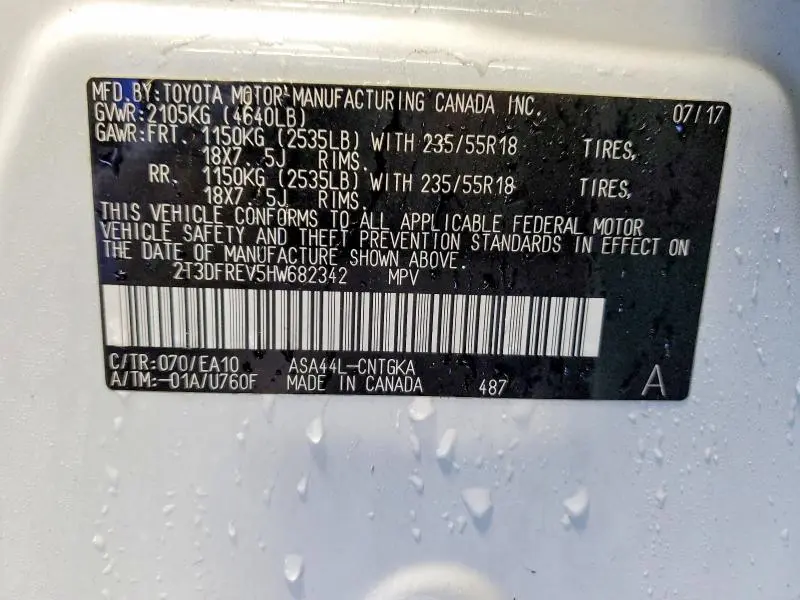 MFD.BY:TOYOTA MOTOR MANUFACTURING CANADA INC. 07/17
GVWR:2105KG (4640LB)
GAWR:FRT. 1150KG (2535LB) WITH 235/55R18 TIRES,
18X7 5J RIMS.
RR. 1150KG (2535LB) WITH 235/55R18 TIRES,
18X7 5J RIMS.
THIS VEHICLE CONFORMS TO ALL APPLICABLE FEDERAL MOTOR
VEHICLE SAFETY AND THEFT PREVENTION STANDARDS IN EFFECT ON
THE DATE OF MANUFACTURE SHOWN ABOVE.
2T3DFREV5HW682342 MPV
C/TR:070/EA10 ASA44L-CNTGKA
A/TM:-01A/U760F MADE IN CANADA 487 A